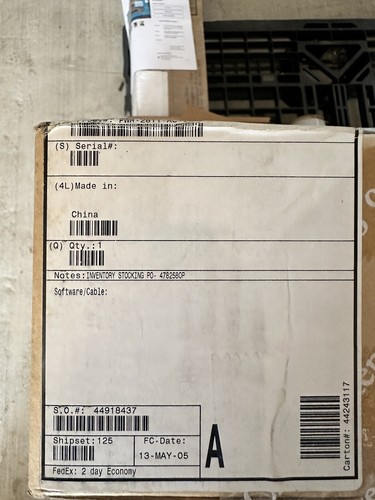 (S) Serial#:
(4L)Made in:
China
(Q) Qty.:1
Notes:INVENTORY STOCKING PO- 4782580P
Software/Cable:
S.O.#: 44918437
Shipset:125
FC-Date:
13-MAY-05
A
FedEx: 2 day Economy
Carton#: 44243117